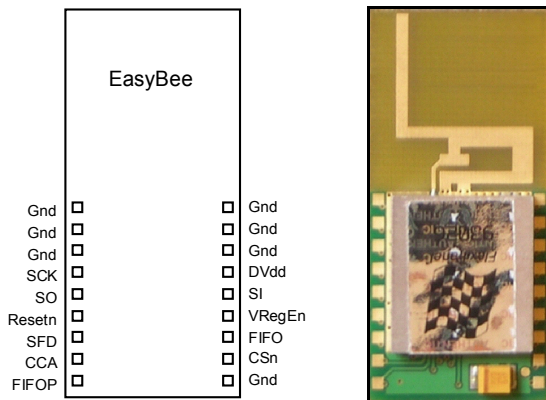 EasyBee
Gnd Gnd
Gnd Gnd
Gnd Gnd
SCK DVdd
SO SI
Resetn VRegEn
SFD FIFO
CCA CSn
FIFOP Gnd